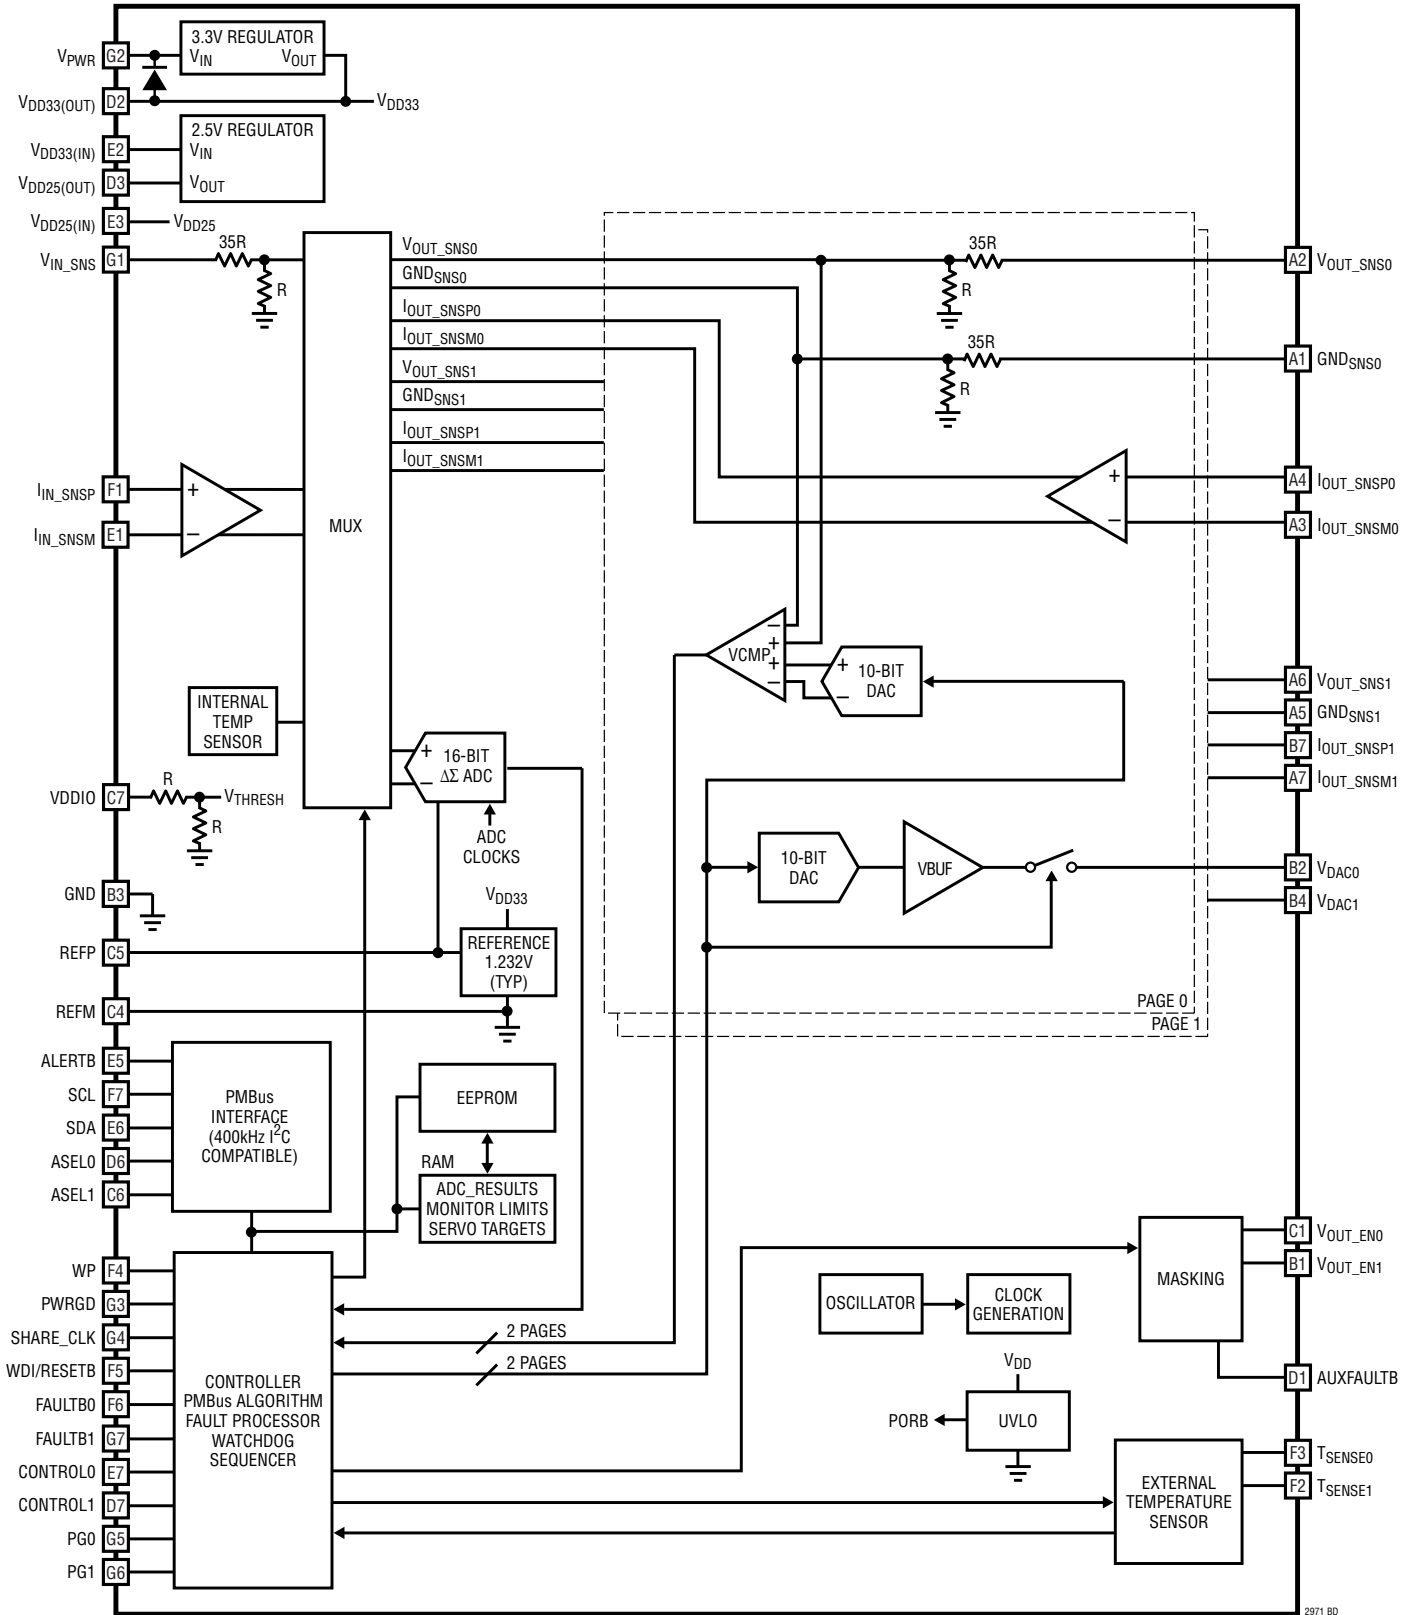 3.3V REGULATOR
VIN VOUT
VPWR G2
VDD33(OUT) D2
VDD33
2.5V REGULATOR
VIN
VOUT
VDD33(IN) E2
VDD25(OUT) D3
VDD25(IN) E3
VDD25
VIN_SNS G1
35R
R
VOUT_SNS0
GNDSNS0
IOUT_SNSP0
IOUT_SNSM0
VOUT_SNS1
GNDSNS1
IOUT_SNSP1
IOUT_SNSM1
35R
R
A2 VOUT_SNS0
35R
R
A1 GNDSNS0
IIN_SNSP F1
IIN_SNSM E1
+
–
MUX
+
–
A4 IOUT_SNSP0
A3 IOUT_SNSM0
VCMP
–
+
+
–
+
–
10-BIT
DAC
A6 VOUT_SNS1
A5 GNDSNS1
B7 IOUT_SNSP1
A7 IOUT_SNSM1
INTERNAL
TEMP
SENSOR
+
–
16-BIT
ΔΣ ADC
ADC
CLOCKS
VDDIO C7
R
VTHRESH
R
10-BIT
DAC
VBUF
B2 VDAC0
B4 VDAC1
GND B3
VDD33
REFP C5
REFERENCE
1.232V
(TYP)
REFM C4
PAGE 0
PAGE 1
ALERTB E5
SCL F7
SDA E6
ASEL0 D6
ASEL1 C6
PMBus
INTERFACE
(400kHz I2C
COMPATIBLE)
EEPROM
RAM
ADC_RESULTS
MONITOR LIMITS
SERVO TARGETS
WP F4
PWRGD G3
SHARE_CLK G4
WDI/RESETB F5
FAULTB0 F6
FAULTB1 G7
CONTROL0 E7
CONTROL1 D7
PG0 G5
PG1 G6
CONTROLLER
PMBus ALGORITHM
FAULT PROCESSOR
WATCHDOG
SEQUENCER
2 PAGES
2 PAGES
OSCILLATOR
CLOCK
GENERATION
VDD
PORB
UVLO
MASKING
C1 VOUT_EN0
B1 VOUT_EN1
D1 AUXFAULTB
EXTERNAL
TEMPERATURE
SENSOR
F3 TSENSE0
F2 TSENSE1
2971 BD